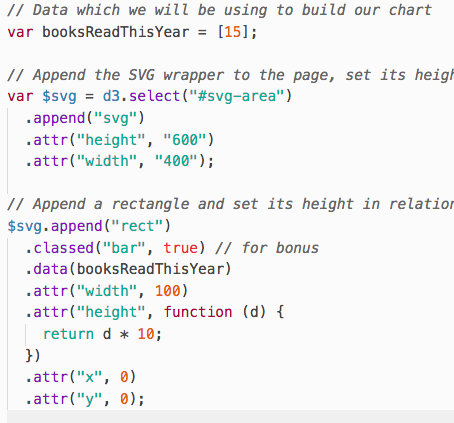 // Data which we will be using to build our chart
var booksReadThisYear = [15];
// Append the SVG wrapper to the page, set its heigh
var $svg = d3.select("#svg-area")
.append("svg")
.attr("height", "600")
.attr("width", "400");
// Append a rectangle and set its height in relation
$svg.append("rect")
.classed("bar", true) // for bonus
.data(booksReadThisYear)
.attr("width", 100)
.attr("height", function (d) {
return d * 10;
})
.attr("x", 0)
.attr("y", 0);